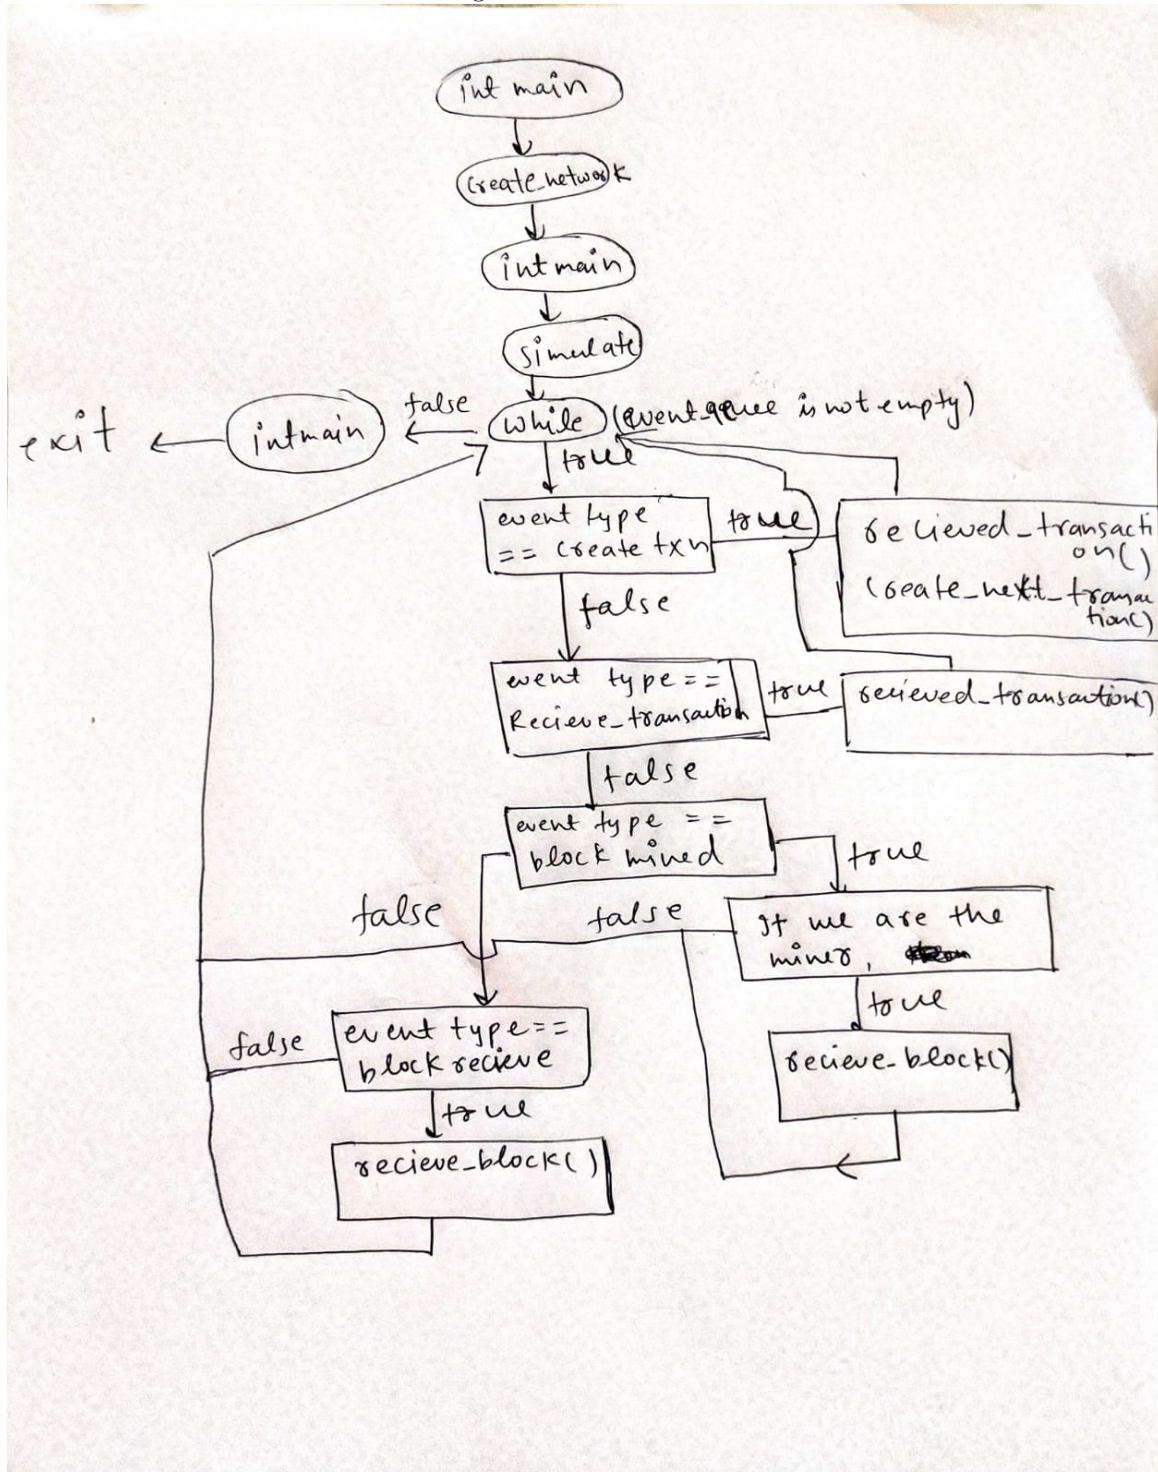 int main
create_network
int main
simulate
exit
int main
false
while (event_queue is not empty)
true
event type
== create txn
true
recieved_transacti
on()
create_next_transac
tion()
false
event type ==
Recieve_transaction
true
recieved_transaction()
false
event type ==
block mined
true
false
false
If we are the
miner,
true
recieve_block()
false
event type ==
block recieve
true
recieve_block()